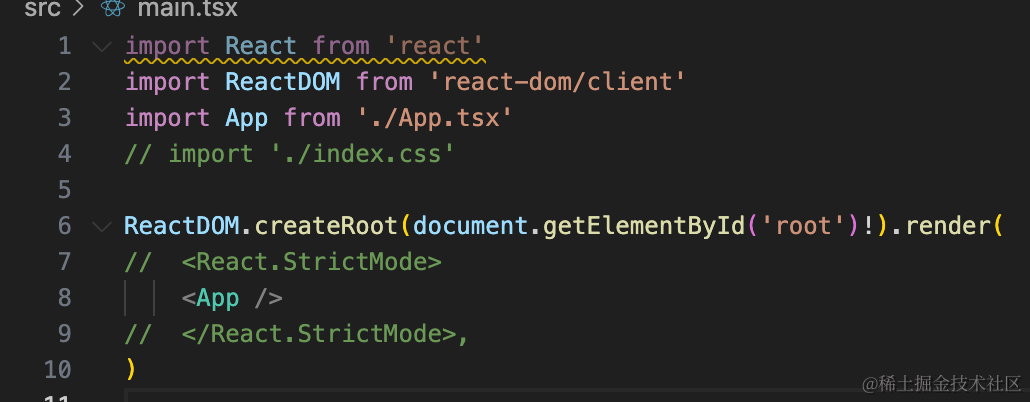 src > main.tsx
1 import React from 'react'
2 import ReactDOM from 'react-dom/client'
3 import App from './App.tsx'
4 // import './index.css'
5
6 ReactDOM.createRoot(document.getElementById('root')!).render(
7 //  <React.StrictMode>
8     <App />
9 //  </React.StrictMode>,
10 )
11
@稀土掘金技术社区